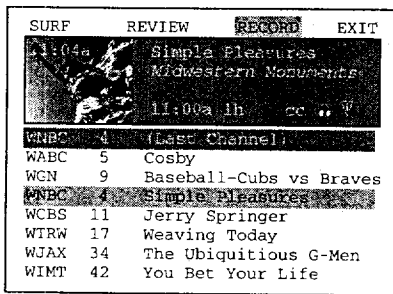 SURF REVIEW RECORD EXIT
11:04a Simple Pleasures
Midwestern Monuments
11:00a 1h cc
WNBC 4 (Last Channel)
WABC 5 Cosby
WGN 9 Baseball-Cubs vs Braves
WNBC 4 Simple Pleasures
WCBS 11 Jerry Springer
WTRW 17 Weaving Today
WJAX 34 The Ubiquitious G-Men
WIMT 42 You Bet Your Life